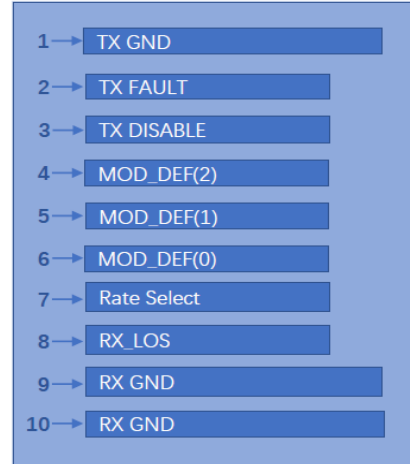 1 TX GND
2 TX FAULT
3 TX DISABLE
4 MOD_DEF(2)
5 MOD_DEF(1)
6 MOD_DEF(0)
7 Rate Select
8 RX_LOS
9 RX GND
10 RX GND